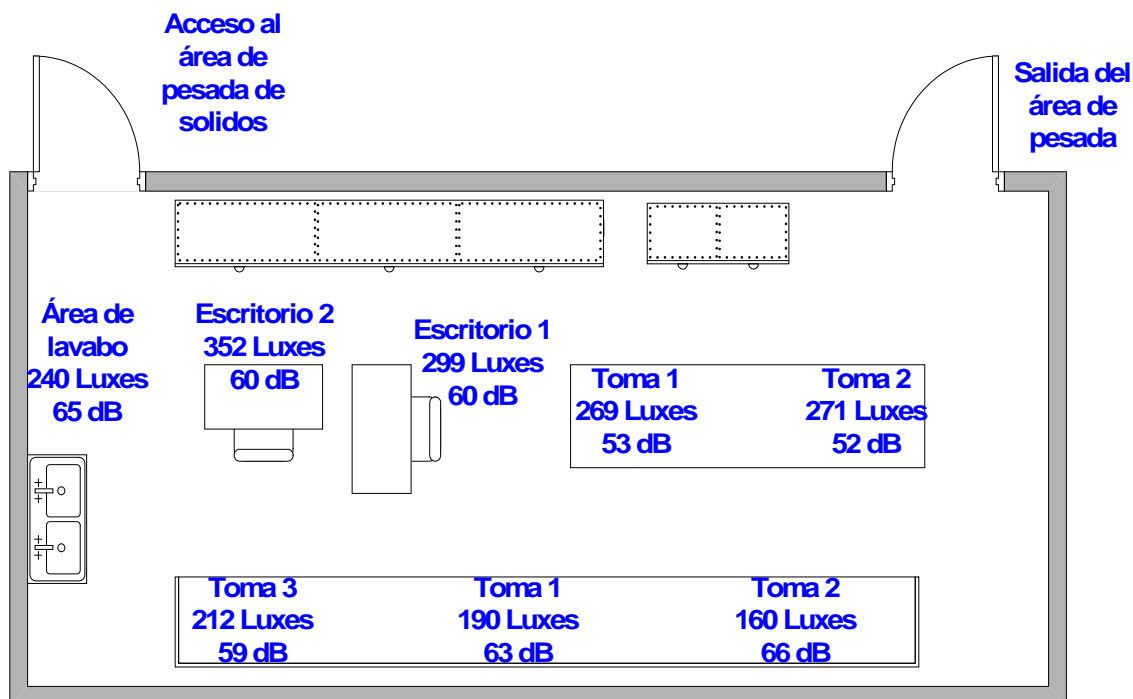 Acceso al
área de
pesada de
solidos
Salida del
área de
pesada
Área de
lavabo
240 Luxes
65 dB
Escritorio 2
352 Luxes
60 dB
Escritorio 1
299 Luxes
60 dB
Toma 1
269 Luxes
53 dB
Toma 2
271 Luxes
52 dB
Toma 3
212 Luxes
59 dB
Toma 1
190 Luxes
63 dB
Toma 2
160 Luxes
66 dB